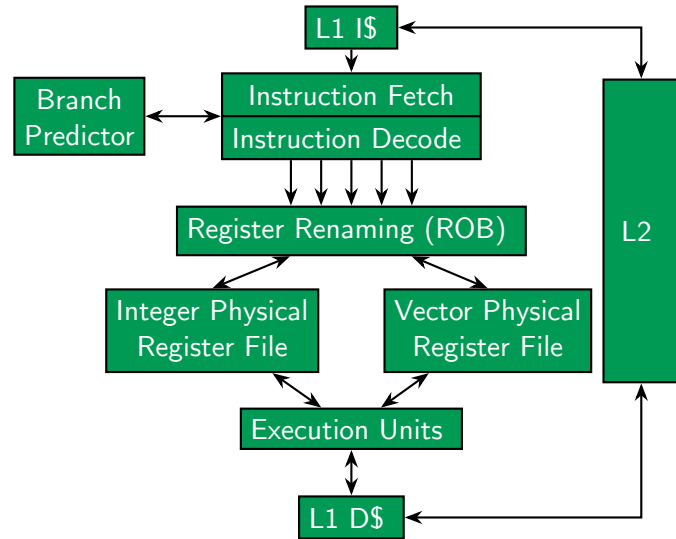 L1 I$
Instruction Fetch
Branch
Predictor
Instruction Decode
Register Renaming (ROB)
L2
Integer Physical
Register File
Vector Physical
Register File
Execution Units
L1 D$